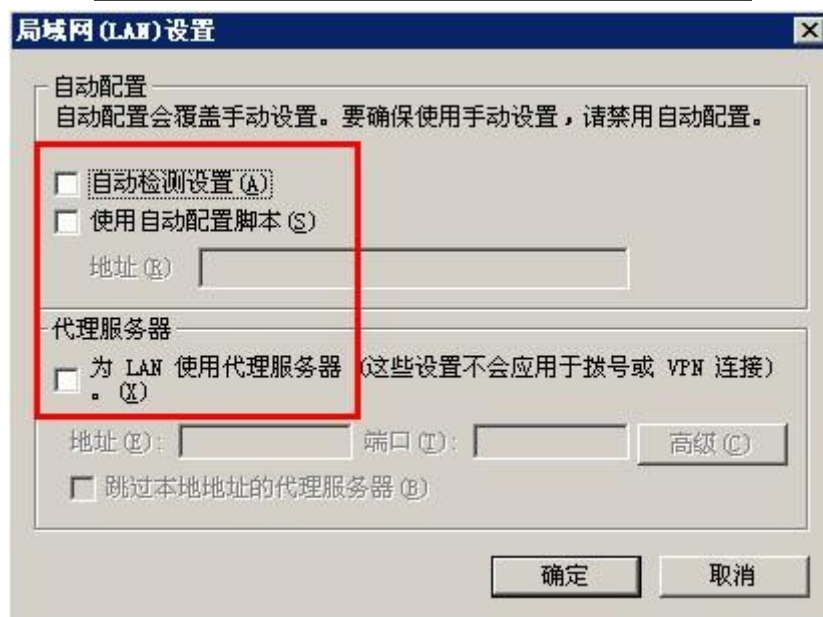 局域网(LAN)设置
自动配置
自动配置会覆盖手动设置。要确保使用手动设置，请禁用自动配置。
自动检测设置(A)
使用自动配置脚本(S)
地址(R)
代理服务器
为 LAN 使用代理服务器 (这些设置不会应用于拨号或 VPN 连接)
。(X)
地址(E): 端口(T): 高级(C)
跳过本地地址的代理服务器(B)
确定 取消